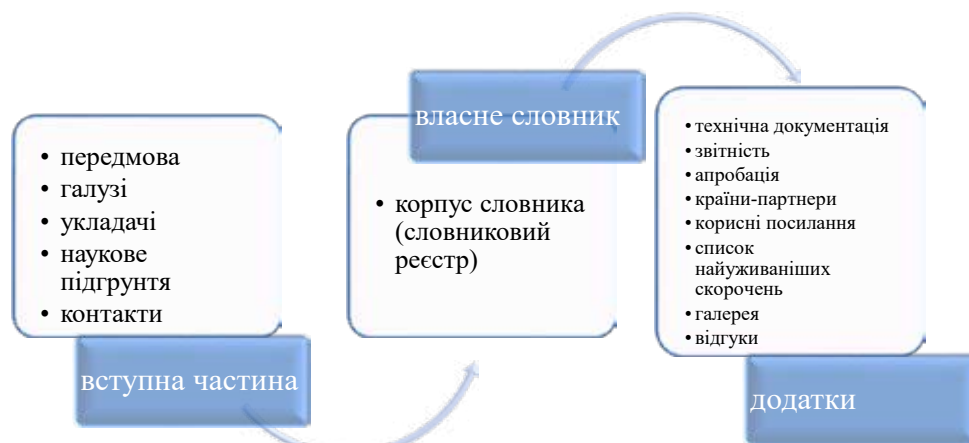 • передмова
• галузі
• укладачі
• наукове
підгрунтя
• контакти
вступна частина
власне словник
• корпус словника
(словниковий
реєстр)
• технічна документація
• звітність
• апробація
• країни-партнери
• корисні посилання
• список
найуживаніших
скорочень
• галерея
• відгуки
додатки